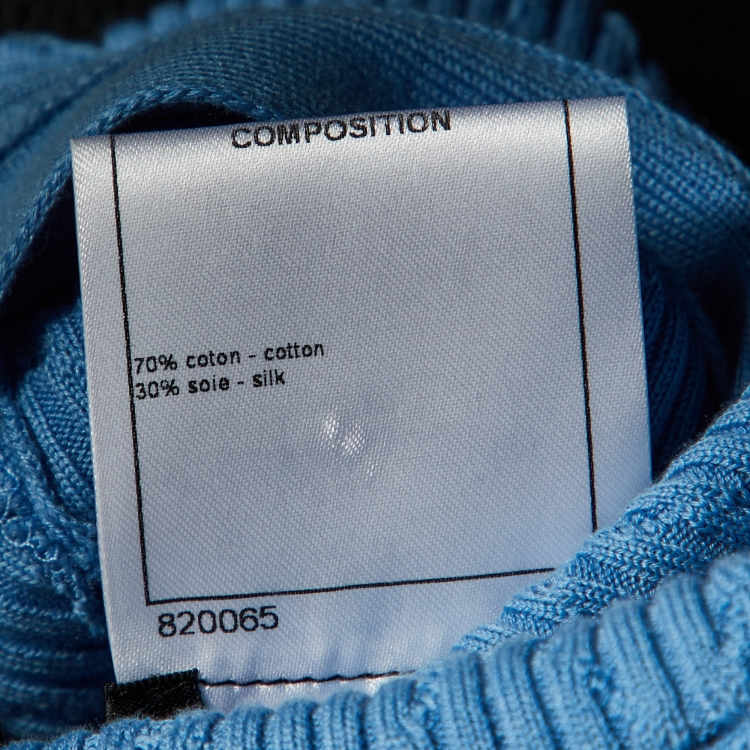 COMPOSITION
70% coton - cotton
30% soie - silk
820065